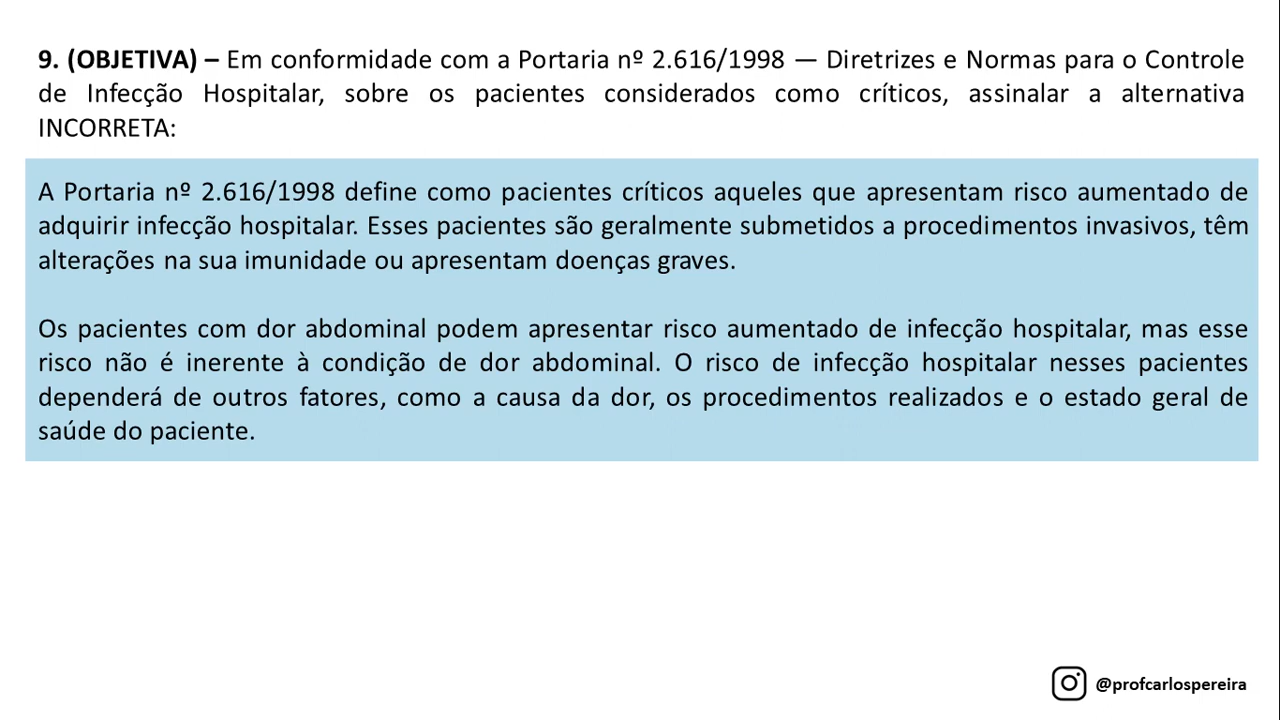 9. (OBJETIVA) – Em conformidade com a Portaria nº 2.616/1998 — Diretrizes e Normas para o Controle
de Infecção Hospitalar, sobre os pacientes considerados como críticos, assinalar a alternativa
INCORRETA:
A Portaria nº 2.616/1998 define como pacientes críticos aqueles que apresentam risco aumentado de
adquirir infecção hospitalar. Esses pacientes são geralmente submetidos a procedimentos invasivos, têm
alterações na sua imunidade ou apresentam doenças graves.
Os pacientes com dor abdominal podem apresentar risco aumentado de infecção hospitalar, mas esse
risco não é inerente à condição de dor abdominal. O risco de infecção hospitalar nesses pacientes
dependerá de outros fatores, como a causa da dor, os procedimentos realizados e o estado geral de
saúde do paciente.
@profcarlospereira